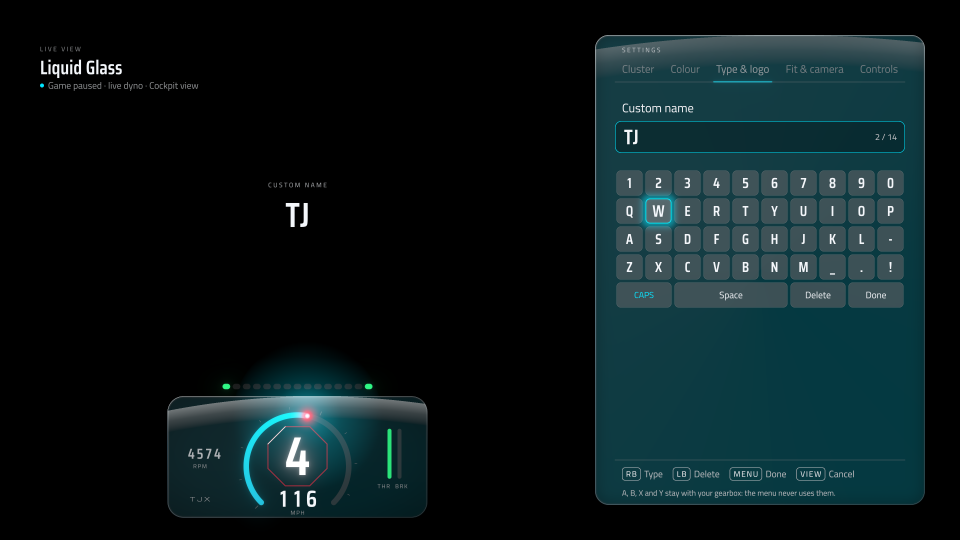 LIVE VIEW
Liquid Glass
Game paused · live dyno · Cockpit view
CUSTOM NAME
TJ
4574
RPM
TJX
4
116
MPH
THR BRK
SETTINGS
Cluster Colour Type & logo Fit & camera Controls
Custom name
TJ 2 / 14
1 2 3 4 5 6 7 8 9 0
Q W E R T Y U I O P
A S D F G H J K L -
Z X C V B N M _ . !
CAPS Space Delete Done
RB Type LB Delete MENU Done VIEW Cancel
A, B, X and Y stay with your gearbox: the menu never uses them.